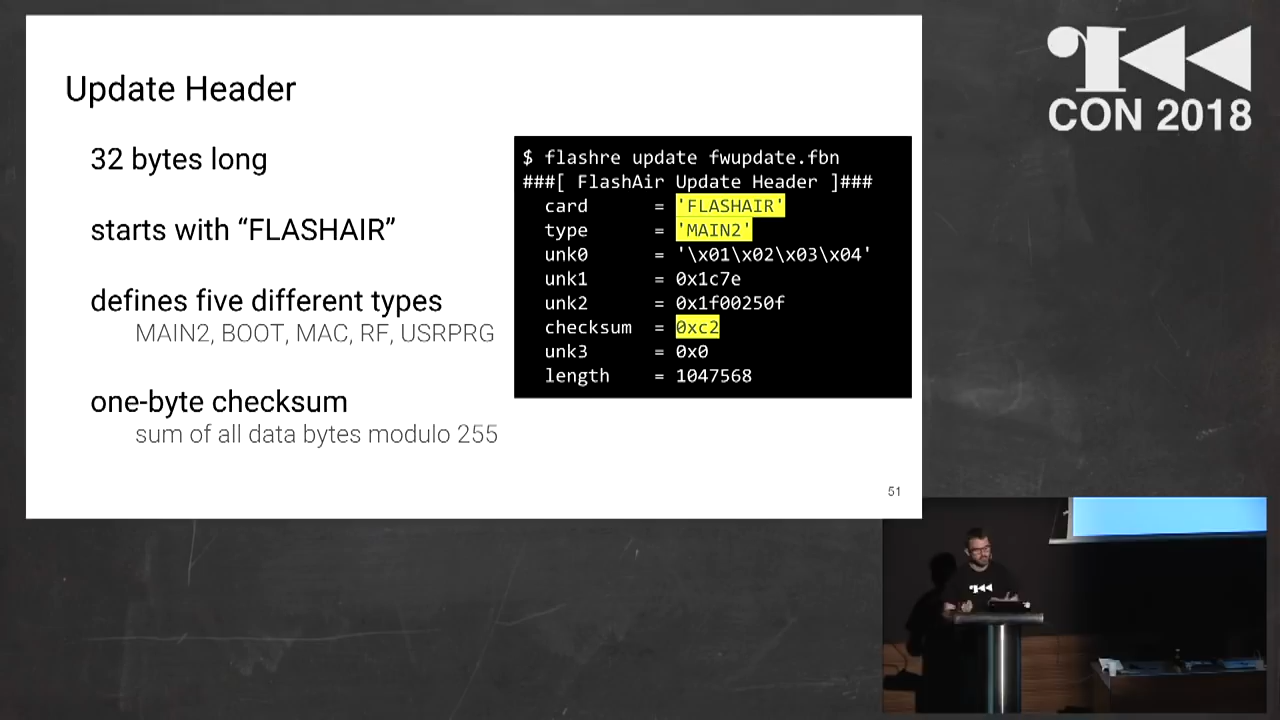 Update Header
32 bytes long
starts with “FLASHAIR”
defines five different types
MAIN2, BOOT, MAC, RF, USRPRG
one-byte checksum
sum of all data bytes modulo 255
$ flashre update fwupdate.fbn
###[ FlashAir Update Header ]###
card = 'FLASHAIR'
type = 'MAIN2'
unk0 = '\x01\x02\x03\x04'
unk1 = 0x1c7e
unk2 = 0x1f00250f
checksum = 0xc2
unk3 = 0x0
length = 1047568
51
CON 2018